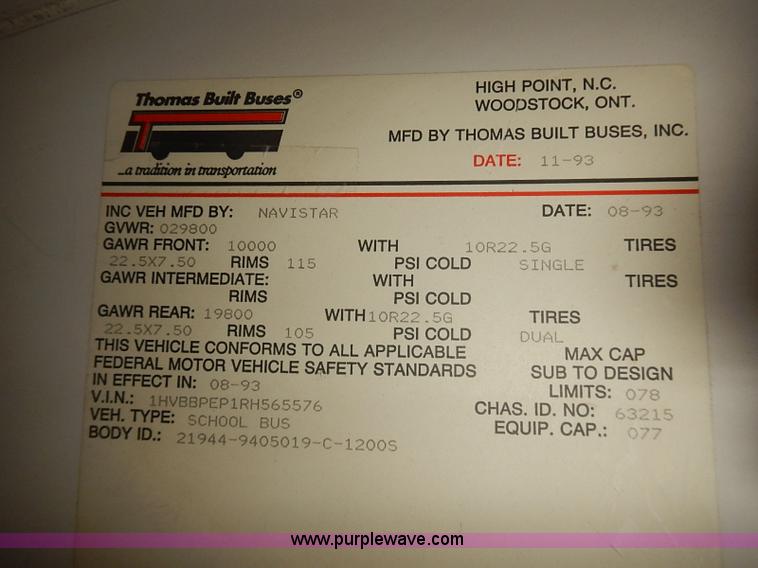 Thomas Built Buses®
...a tradition in transportation
HIGH POINT, N.C.
WOODSTOCK, ONT.
MFD BY THOMAS BUILT BUSES, INC.
DATE: 11-93
INC VEH MFD BY: NAVISTAR DATE: 08-93
GVWR: 029800
GAWR FRONT: 10000 WITH 10R22.5G TIRES
22.5X7.50 RIMS 115 PSI COLD SINGLE
GAWR INTERMEDIATE: WITH TIRES
RIMS PSI COLD
GAWR REAR: 19800 WITH 10R22.5G TIRES
22.5X7.50 RIMS 105 PSI COLD DUAL
THIS VEHICLE CONFORMS TO ALL APPLICABLE MAX CAP
FEDERAL MOTOR VEHICLE SAFETY STANDARDS SUB TO DESIGN
IN EFFECT IN: 08-93 LIMITS: 078
V.I.N.: 1HVBBPEP1RH565576 CHAS. ID. NO: 63215
VEH. TYPE: SCHOOL BUS EQUIP. CAP.: 077
BODY ID.: 21944-9405019-C-1200S
www.purplewave.com